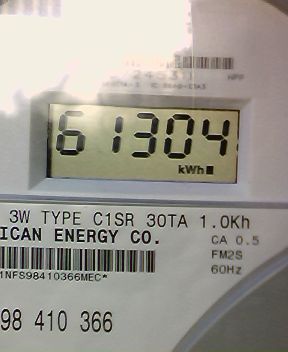 61304
kWh
3W TYPE C1SR 30TA 1.0Kh
ICAN ENERGY CO.
CA 0.5
FM2S
60Hz
1NFS98410366MEC*
98 410 366